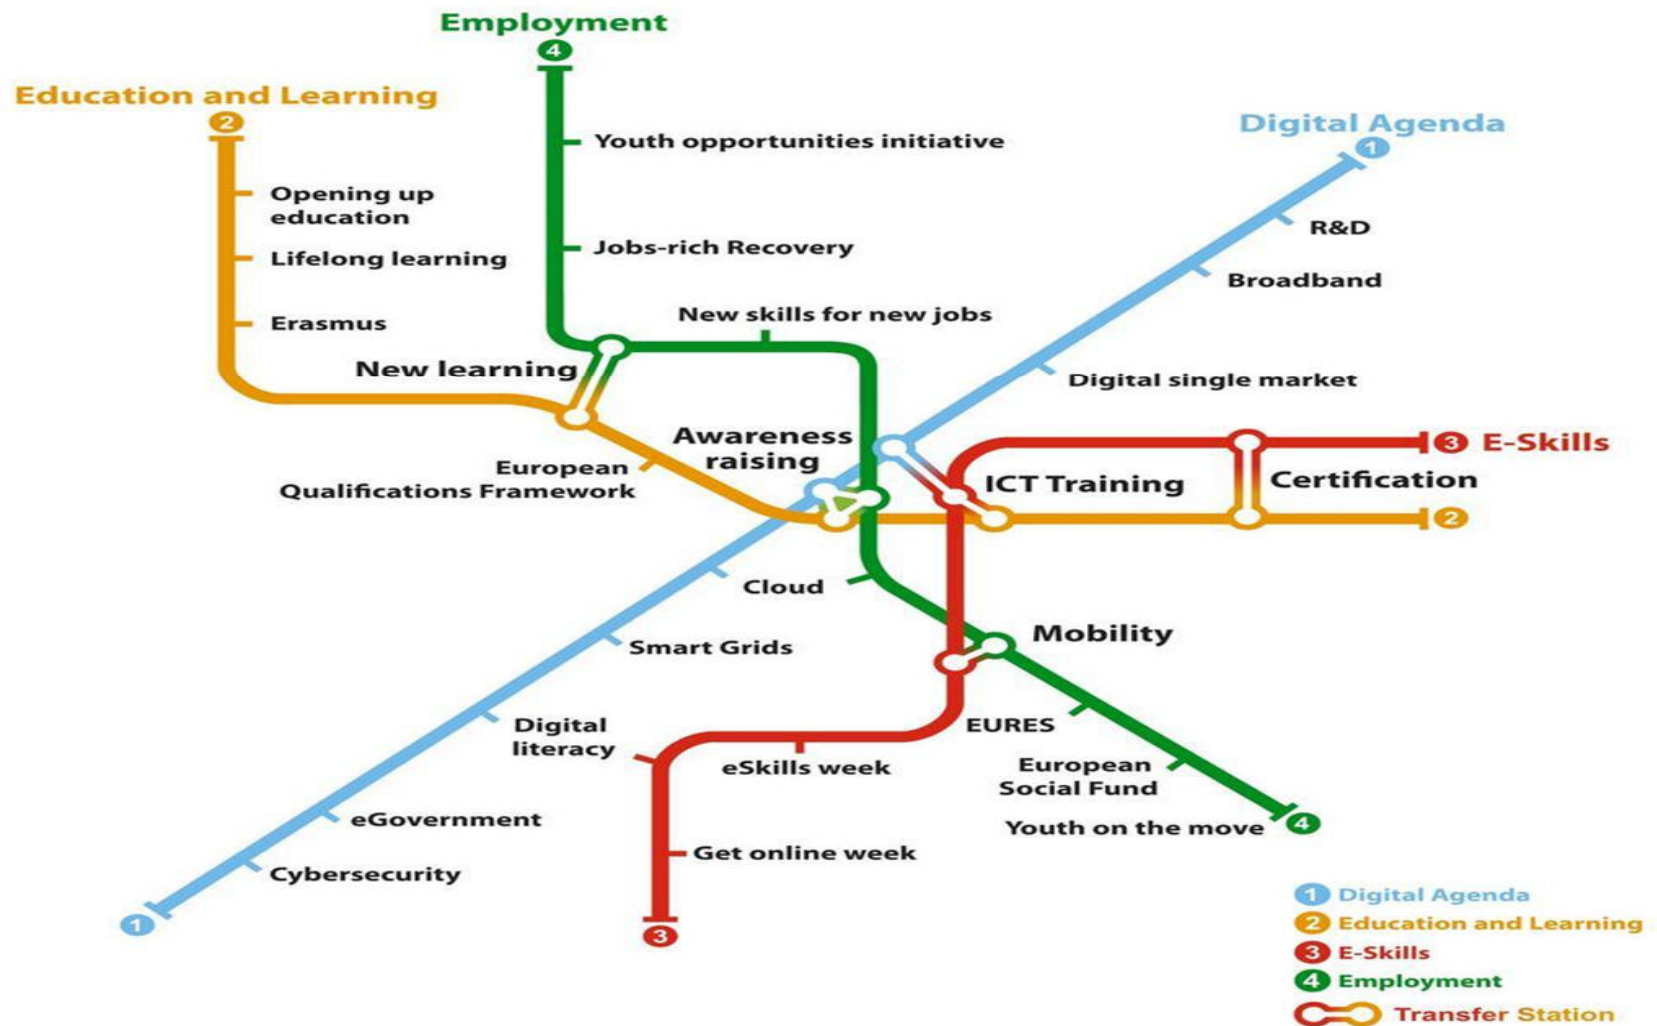 Employment
4
Education and Learning
2
Digital Agenda
1
Youth opportunities initiative
Opening up
education
R&D
Jobs-rich Recovery
Lifelong learning
Broadband
New skills for new jobs
Erasmus
New learning
Digital single market
Awareness
raising
3 E-Skills
European
Qualifications Framework
ICT Training
Certification
2
Cloud
Mobility
Smart Grids
Digital
literacy
EURES
eSkills week
European
Social Fund
eGovernment
Youth on the move
4
Get online week
Cybersecurity
1
3
1 Digital Agenda
2 Education and Learning
3 E-Skills
4 Employment
Transfer Station